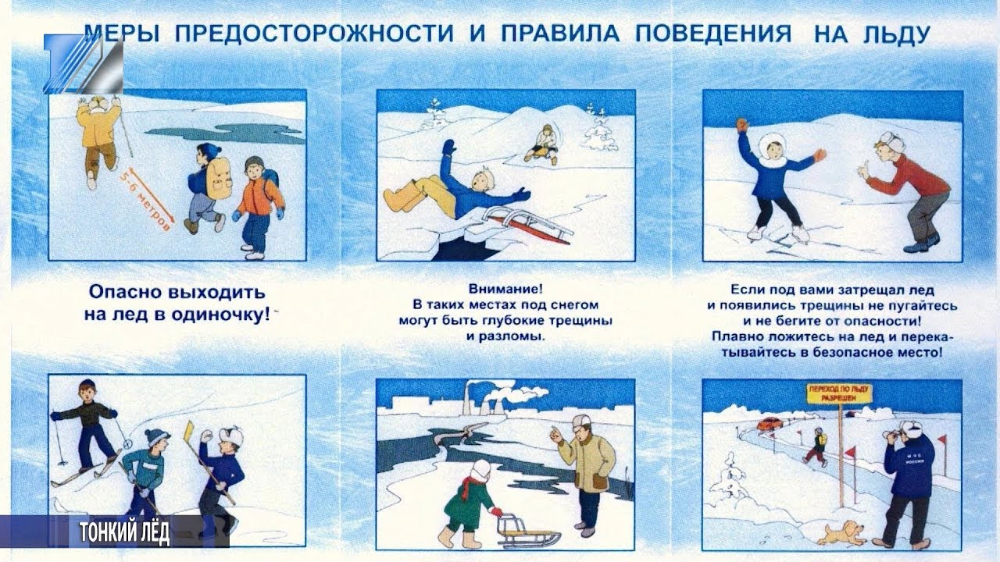 МЕРЫ ПРЕДОСТОРОЖНОСТИ И ПРАВИЛА ПОВЕДЕНИЯ НА ЛЬДУ
5-6 метров
Опасно выходить
на лед в одиночку!
Внимание!
В таких местах под снегом
могут быть глубокие трещины
и разломы.
Если под вами затрещал лед
и появились трещины не пугайтесь
и не бегите от опасности!
Плавно ложитесь на лед и перека-
тывайтесь в безопасное место!
ПЕРЕХОД ПО ЛЬДУ
РАЗРЕШЕН
М Ч С
РОССИИ
ТОНКИЙ ЛЁД